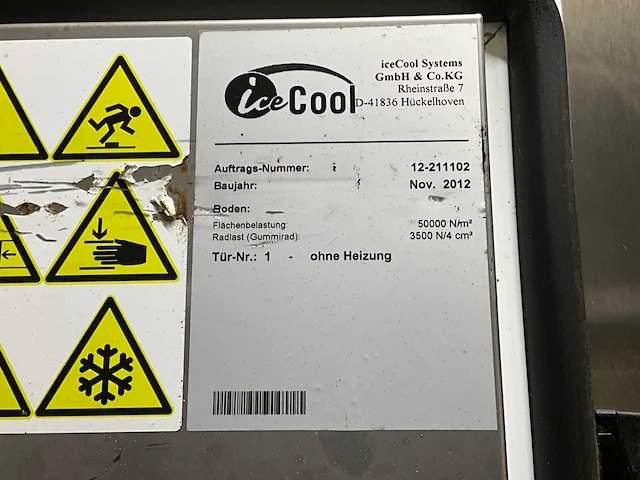 iceCool
iceCool Systems
GmbH & Co.KG
Rheinstraße 7
D-41836 Hückelhoven
Auftrags-Nummer: 12-211102
Baujahr: Nov. 2012
Boden:
Flächenbelastung: 50000 N/m²
Radlast (Gummirad): 3500 N/4 cm²
Tür-Nr.: 1 - ohne Heizung